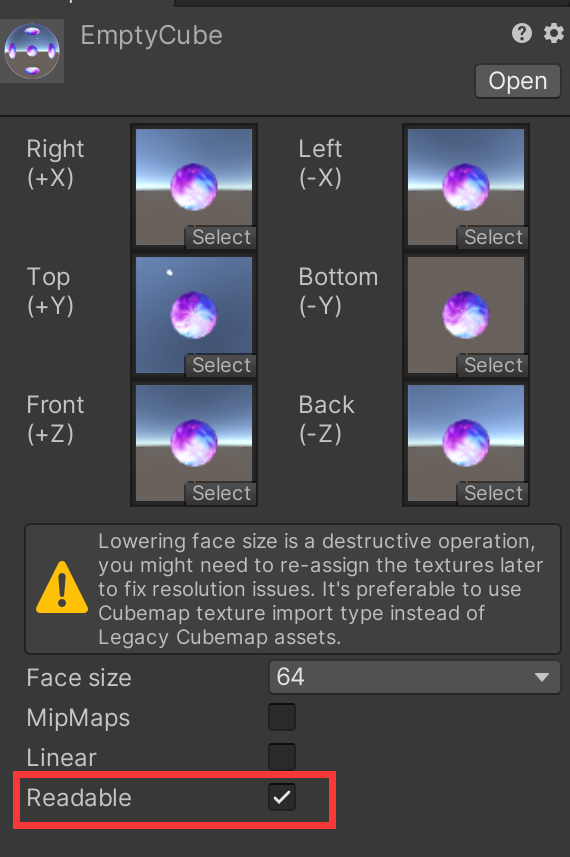 EmptyCube
Open
Right
(+X)
Select
Left
(-X)
Select
Top
(+Y)
Select
Bottom
(-Y)
Select
Front
(+Z)
Select
Back
(-Z)
Select
Lowering face size is a destructive operation,
you might need to re-assign the textures later
to fix resolution issues. It's preferable to use
Cubemap texture import type instead of
Legacy Cubemap assets.
Face size
64
MipMaps
Linear
Readable